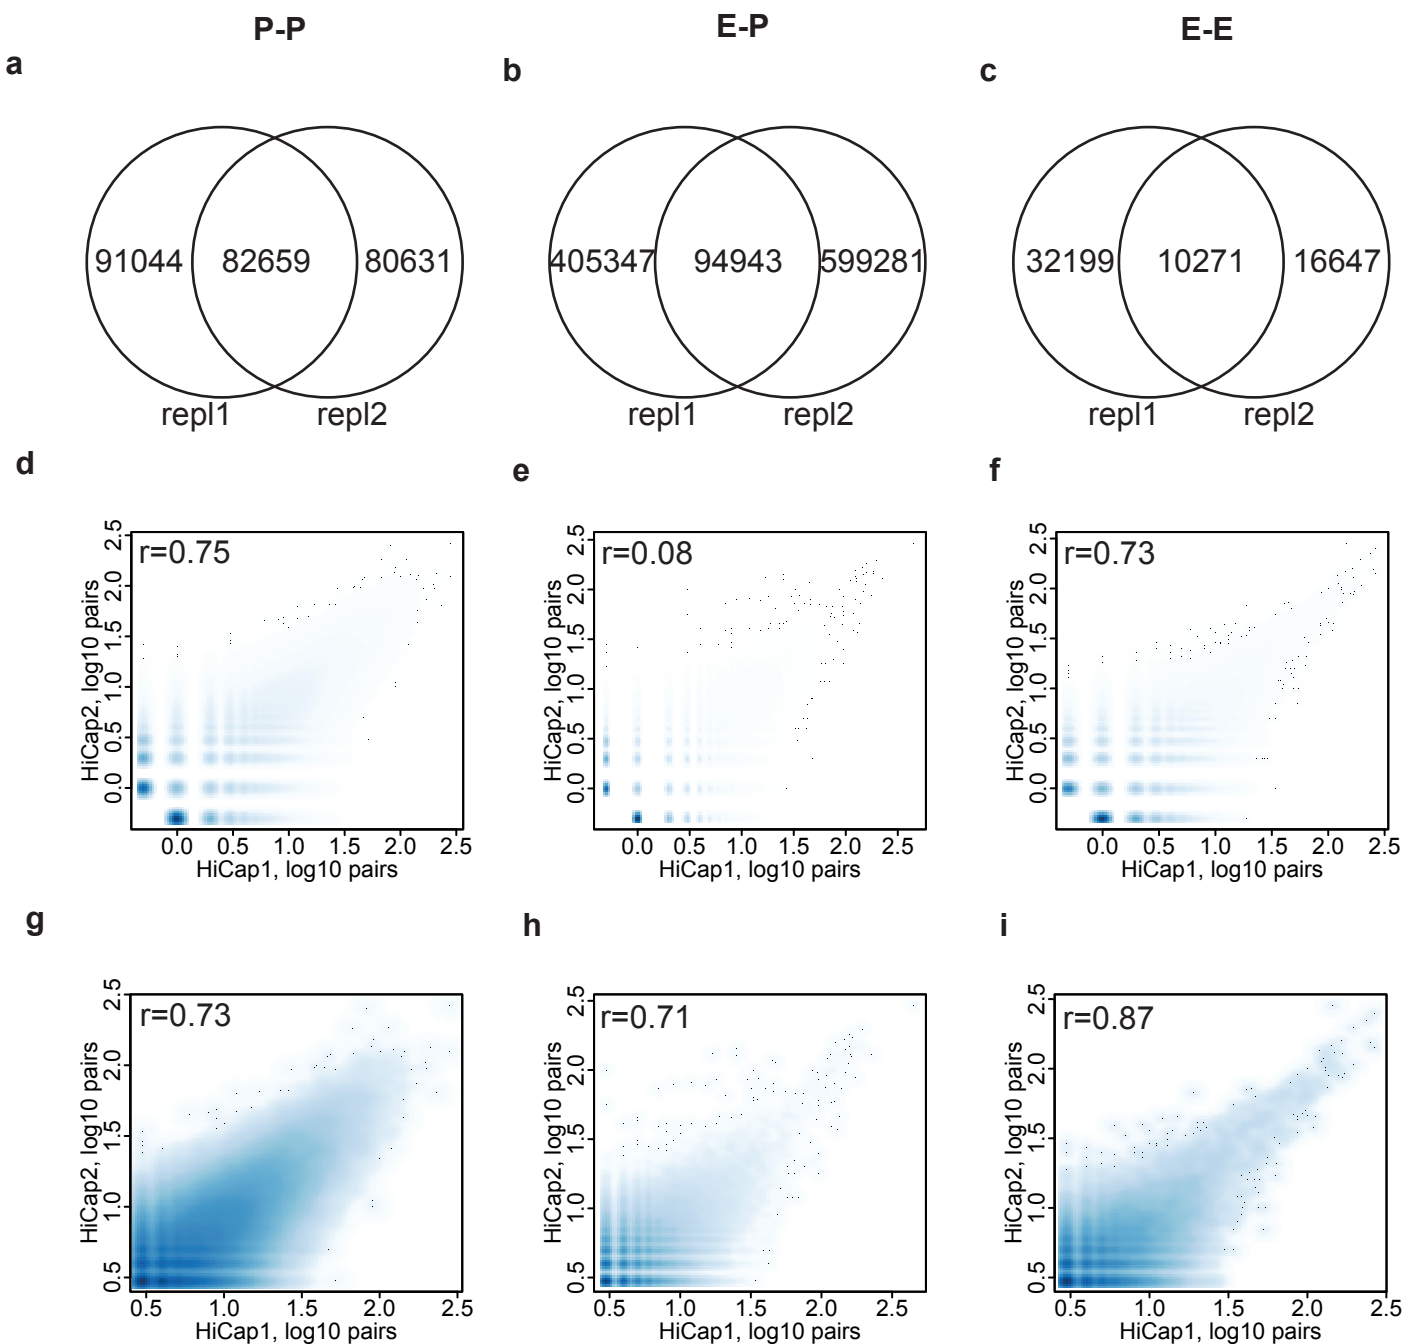 P-P E-P E-E
a b c
91044 82659 80631 405347 94943 599281 32199 10271 16647
repl1 repl2 repl1 repl2 repl1 repl2
d e f
r=0.75
HiCap2, log10 pairs
0.0 0.5 1.0 1.5 2.0 2.5
0.0 0.5 1.0 1.5 2.0 2.5
HiCap1, log10 pairs
r=0.08
HiCap2, log10 pairs
0.0 0.5 1.0 1.5 2.0 2.5
0.0 0.5 1.0 1.5 2.0 2.5
HiCap1, log10 pairs
r=0.73
HiCap2, log10 pairs
0.0 0.5 1.0 1.5 2.0 2.5
0.0 0.5 1.0 1.5 2.0 2.5
HiCap1, log10 pairs
g h i
r=0.73
HiCap2, log10 pairs
0.5 1.0 1.5 2.0 2.5
0.5 1.0 1.5 2.0 2.5
HiCap1, log10 pairs
r=0.71
HiCap2, log10 pairs
0.5 1.0 1.5 2.0 2.5
0.5 1.0 1.5 2.0 2.5
HiCap1, log10 pairs
r=0.87
HiCap2, log10 pairs
0.5 1.0 1.5 2.0 2.5
0.5 1.0 1.5 2.0 2.5
HiCap1, log10 pairs